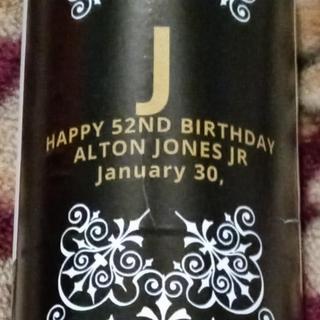 J
HAPPY 52ND BIRTHDAY
ALTON JONES JR
January 30,